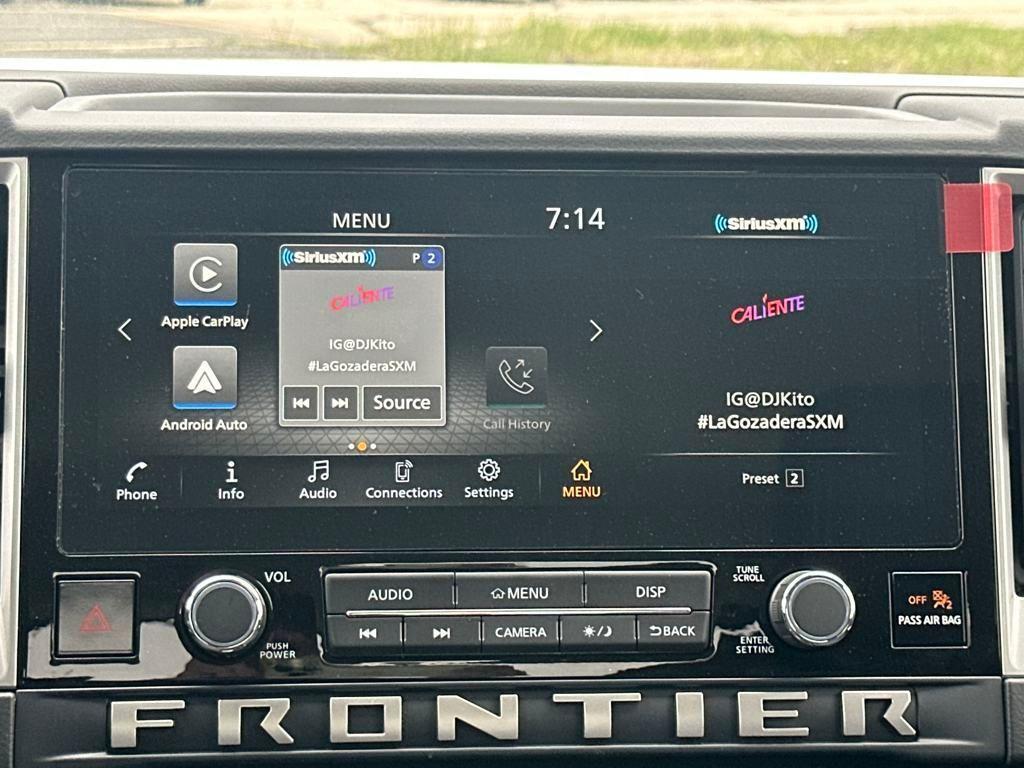 MENU
7:14
((SiriusXM))
((SiriusXM)) P 2
CALIENTE
IG@DJKito
#LaGozaderaSXM
Source
Apple CarPlay
Android Auto
Call History
CALIENTE
IG@DJKito
#LaGozaderaSXM
Preset 2
Phone
Info
Audio
Connections
Settings
MENU
VOL
PUSH
POWER
AUDIO
MENU
DISP
CAMERA
BACK
TUNE
SCROLL
ENTER
SETTING
OFF 2
PASS AIR BAG
FRONTIER